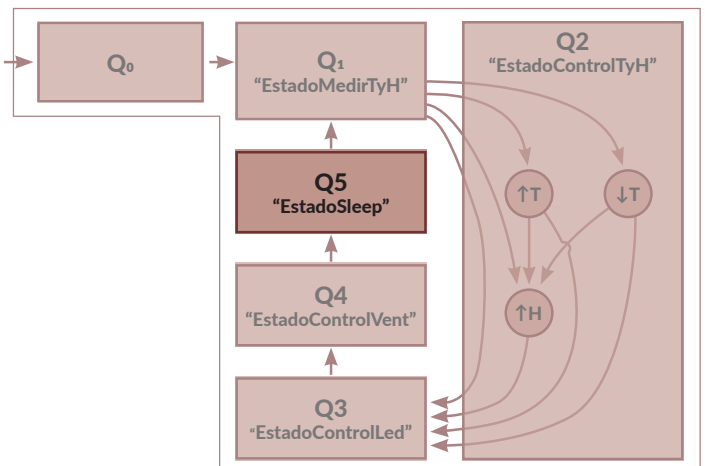 Q₀
Q₁
“EstadoMedirTyH”
Q2
“EstadoControlTyH”
↑T
↓T
Q5
“EstadoSleep”
Q4
“EstadoControlVent”
↑H
Q3
“EstadoControlLed”